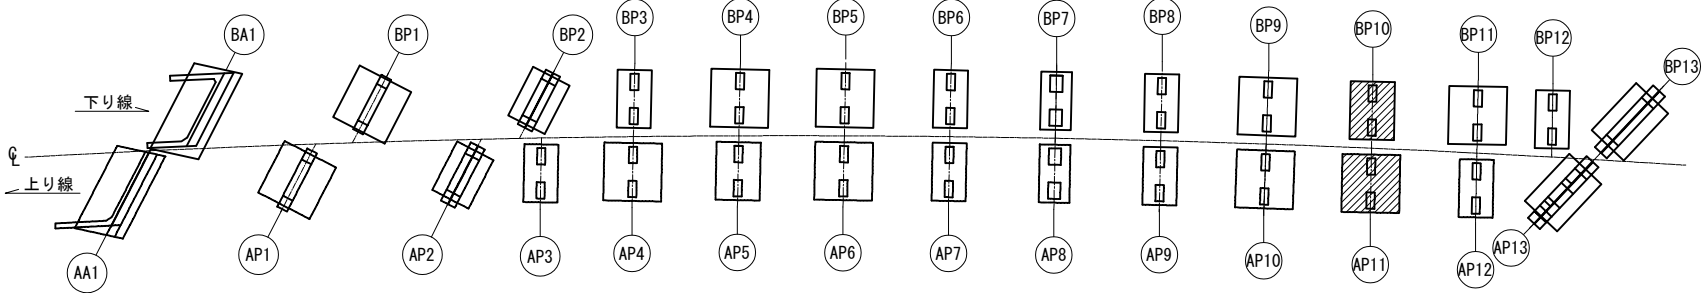 BA1
BP1
BP2
BP3
BP4
BP5
BP6
BP7
BP8
BP9
BP10
BP11
BP12
BP13
下り線
℄
上り線
AA1
AP1
AP2
AP3
AP4
AP5
AP6
AP7
AP8
AP9
AP10
AP11
AP12
AP13